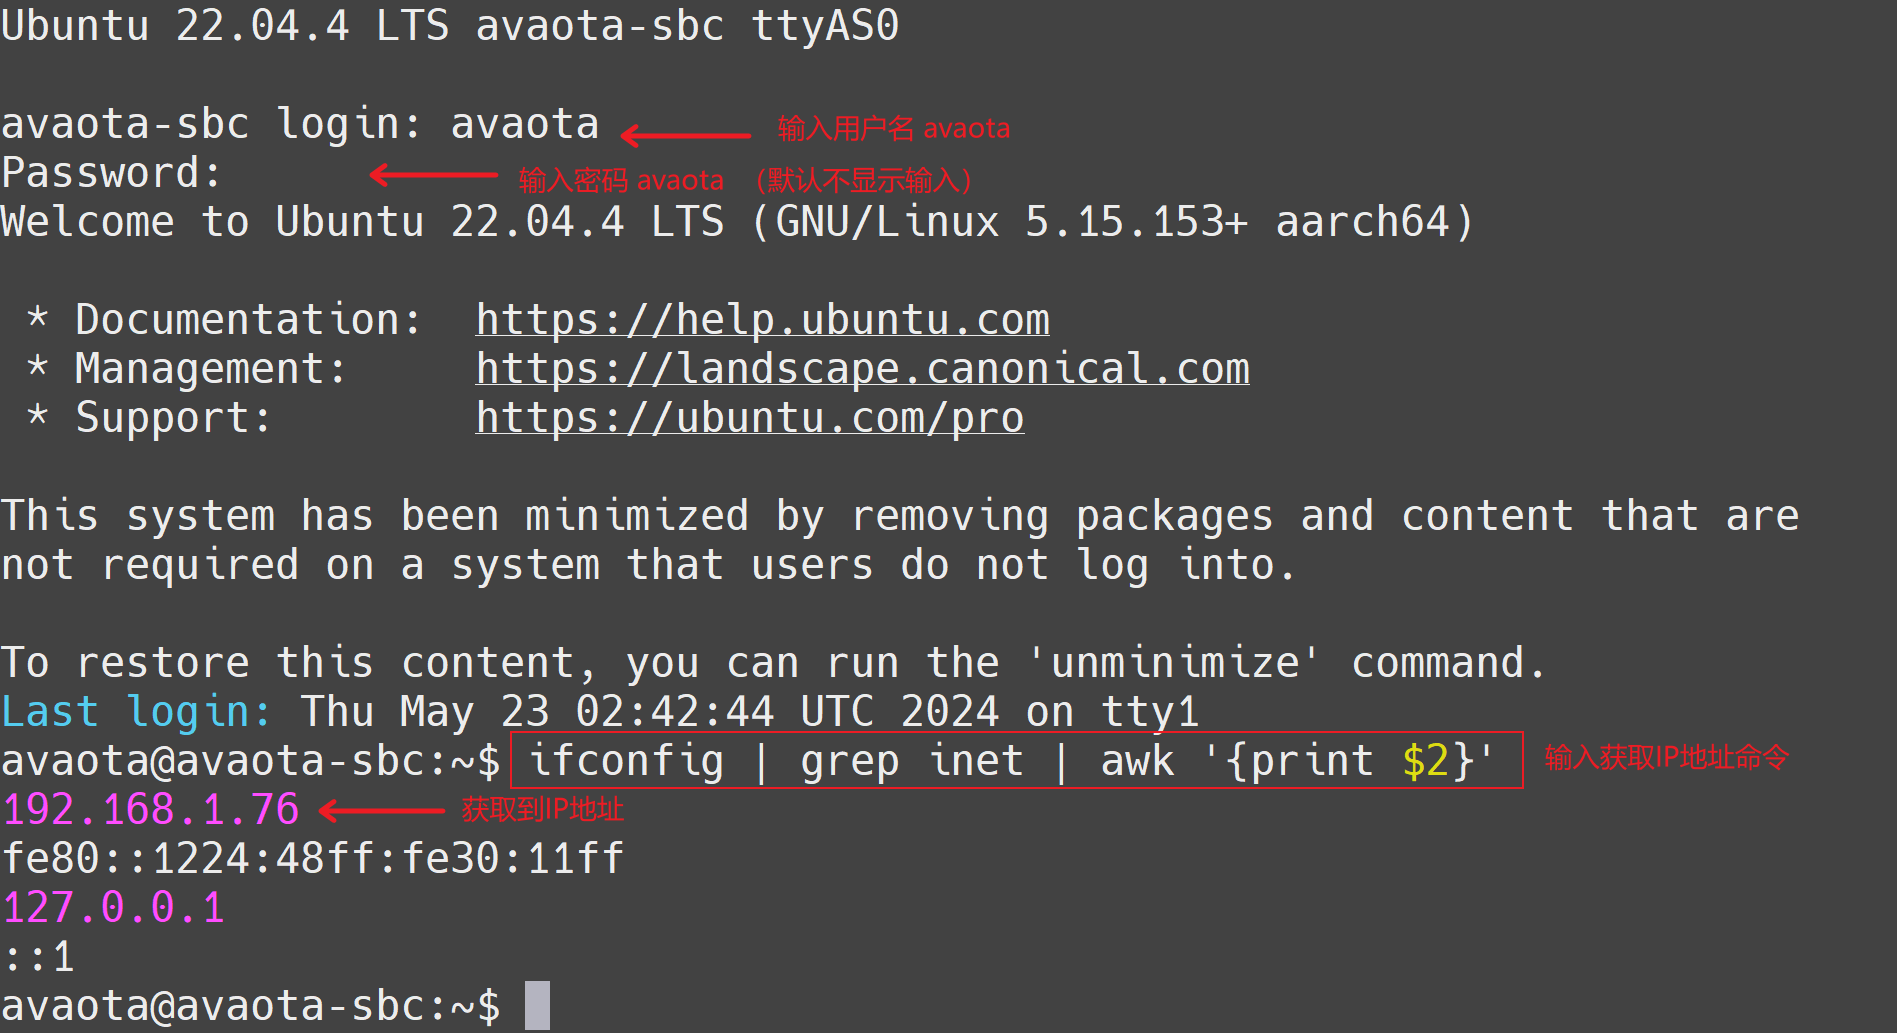 Ubuntu 22.04.4 LTS avaota-sbc ttyAS0
avaota-sbc login: avaota 输入用户名 avaota
Password: 输入密码 avaota （默认不显示输入）
Welcome to Ubuntu 22.04.4 LTS (GNU/Linux 5.15.153+ aarch64)
* Documentation: https://help.ubuntu.com
* Management: https://landscape.canonical.com
* Support: https://ubuntu.com/pro
This system has been minimized by removing packages and content that are
not required on a system that users do not log into.
To restore this content, you can run the 'unminimize' command.
Last login: Thu May 23 02:42:44 UTC 2024 on tty1
avaota@avaota-sbc:~$ ifconfig | grep inet | awk '{print $2}' 输入获取IP地址命令
192.168.1.76 获取到IP地址
fe80::1224:48ff:fe30:11ff
127.0.0.1
::1
avaota@avaota-sbc:~$